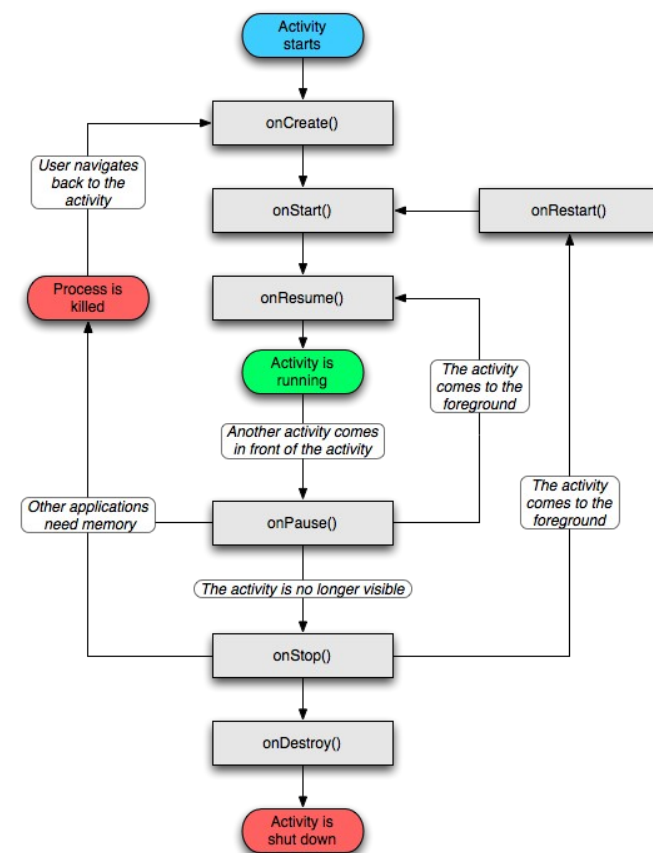 Activity
starts
onCreate()
User navigates
back to the
activity
onStart()
onRestart()
Process is
killed
onResume()
Activity is
running
The activity
comes to the
foreground
Another activity comes
in front of the activity
Other applications
need memory
onPause()
The activity
comes to the
foreground
The activity is no longer visible
onStop()
onDestroy()
Activity is
shut down